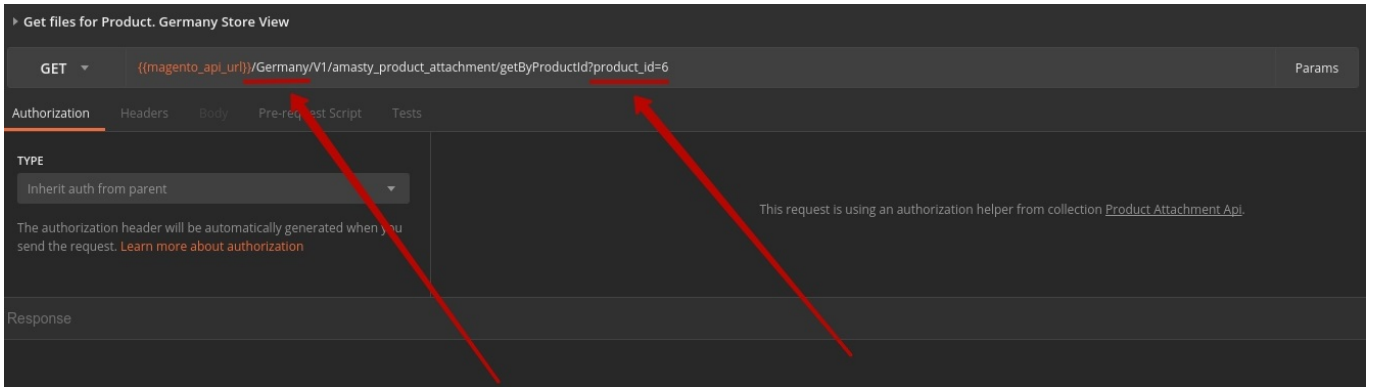 Get files for Product. Germany Store View
GET {{magento_api_url}}/Germany/V1/amasty_product_attachment/getByProductId?product_id=6 Params
Authorization Headers Body Pre-request Script Tests
TYPE
Inherit auth from parent
This request is using an authorization helper from collection Product Attachment Api.
The authorization header will be automatically generated when you
send the request. Learn more about authorization
Response